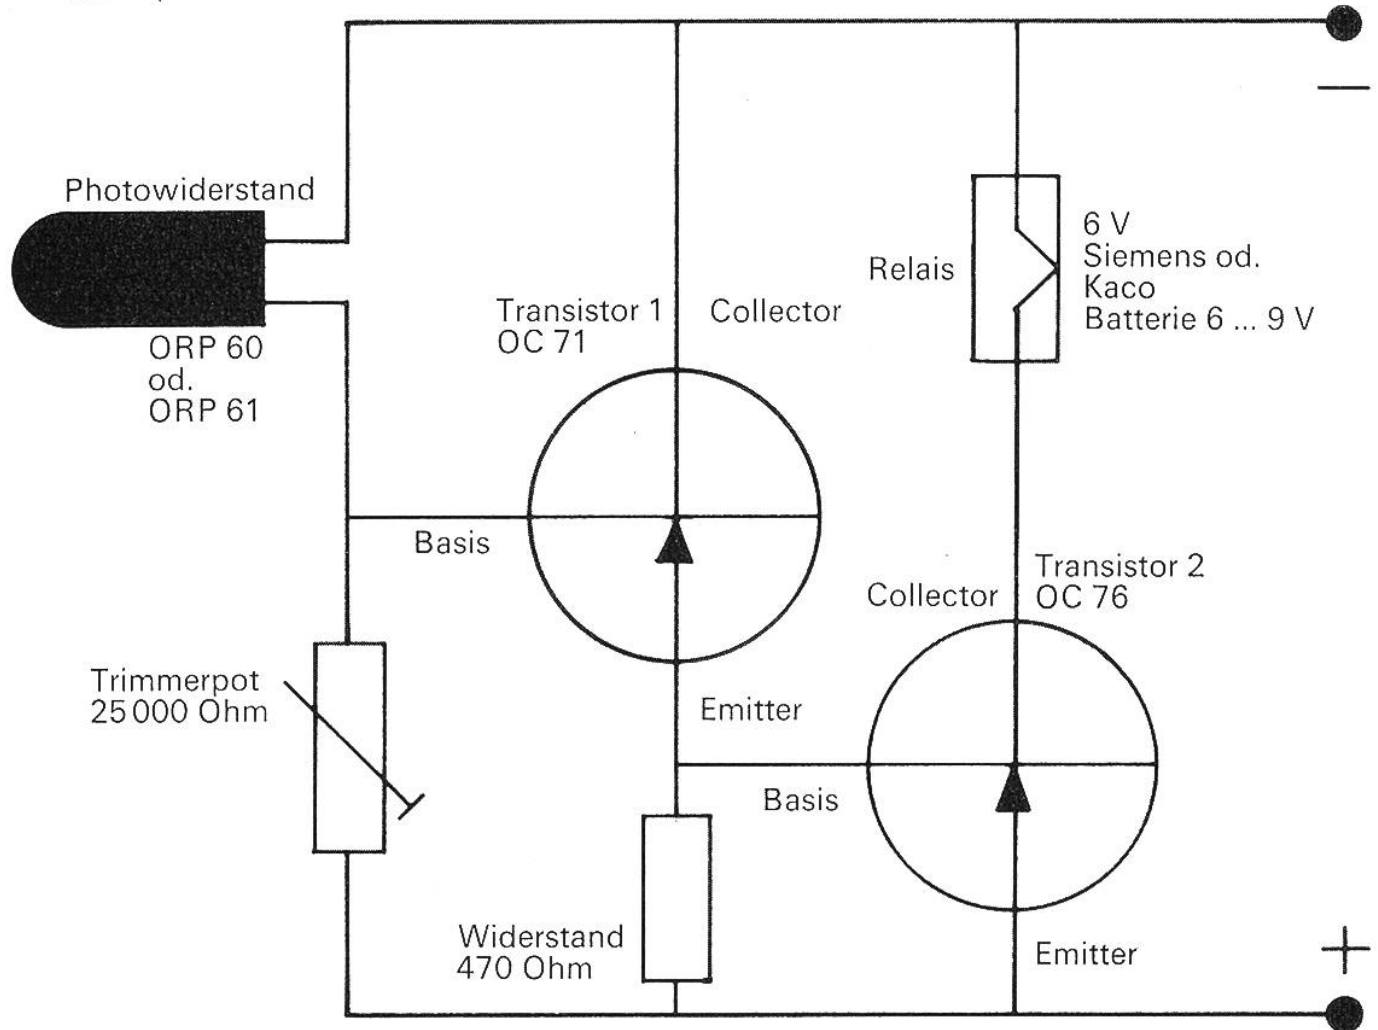 —
Photowiderstand
ORP 60
od.
ORP 61
Transistor 1
OC 71
Collector
Relais
6 V
Siemens od.
Kaco
Batterie 6 ... 9 V
Basis
Collector
Transistor 2
OC 76
Trimmerpot
25 000 Ohm
Emitter
Basis
Widerstand
470 Ohm
Emitter
+